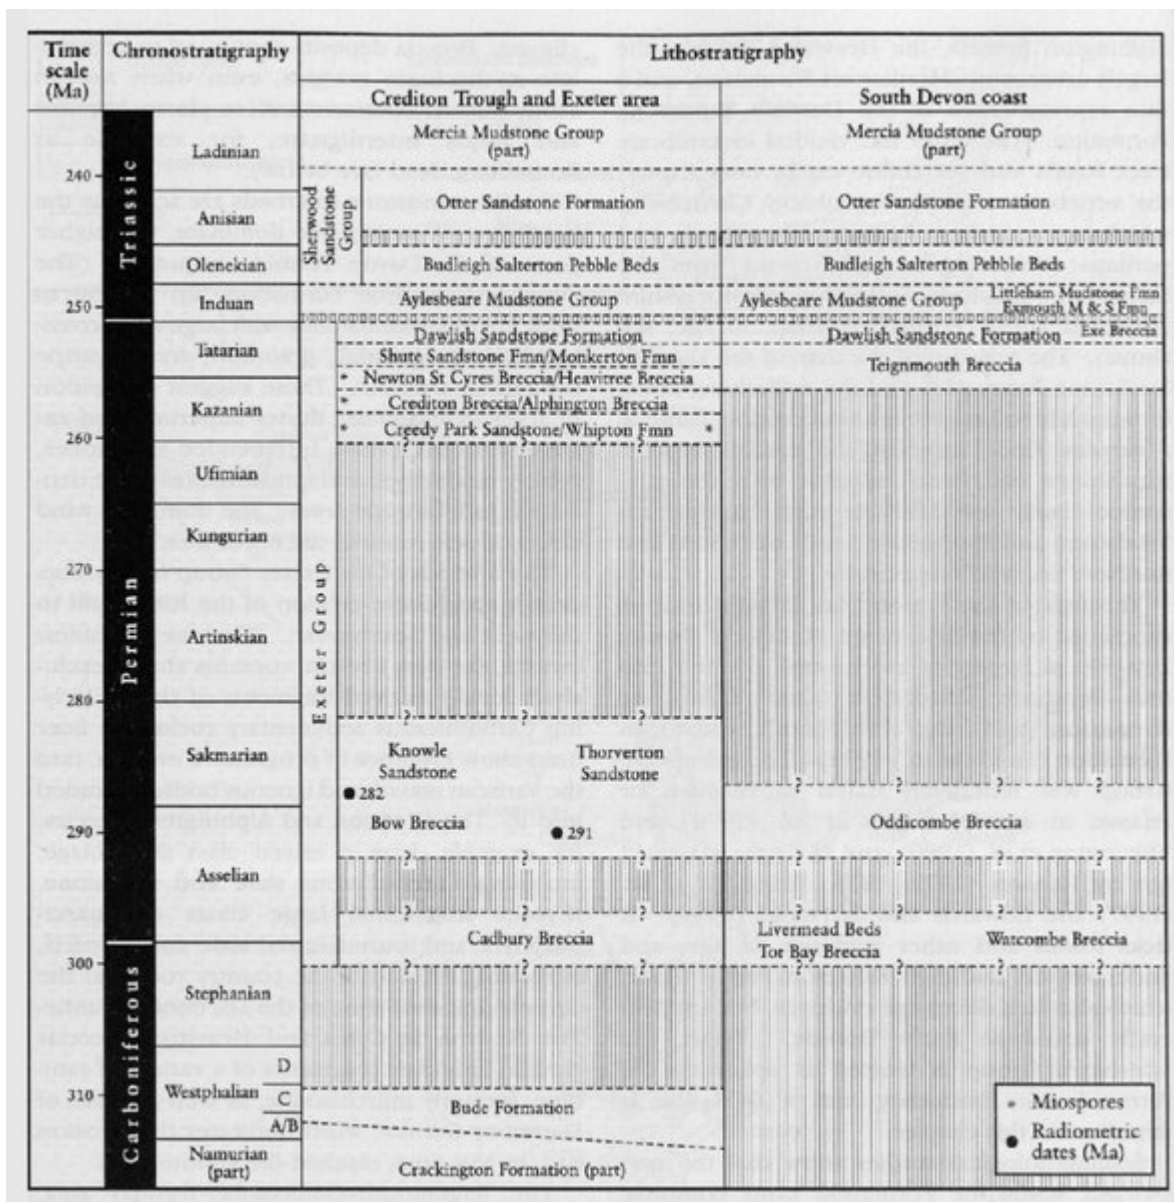 Time
scale
(Ma)
Chronostratigraphy
Lithostratigraphy
Crediton Trough and Exeter area
South Devon coast
Triassic
Permian
Carboniferous
240
250
260
270
280
290
300
310
Ladinian
Anisian
Olenekian
Induan
Tatarian
Kazanian
Ufimian
Kungurian
Artinskian
Sakmarian
Asselian
Stephanian
Westphalian
D
C
A/B
Namurian
(part)
Sherwood
Sandstone
Group
Exeter Group
Mercia Mudstone Group
(part)
Otter Sandstone Formation
Budleigh Salterton Pebble Beds
Aylesbeare Mudstone Group
Dawlish Sandstone Formation
Shute Sandstone Fmn/Monkerton Fmn
* Newton St Cyres Breccia/Heavitree Breccia
* Crediton Breccia/Alphington Breccia
* Creedy Park Sandstone/Whipton Fmn *
? ? ?
? ? ?
Knowle
Sandstone
Thorverton
Sandstone
282
Bow Breccia
291
? ? ?
? ? ?
Cadbury Breccia
? ? ?
Bude Formation
Crackington Formation (part)
Mercia Mudstone Group
(part)
Otter Sandstone Formation
Budleigh Salterton Pebble Beds
Aylesbeare Mudstone Group
Littleham Mudstone Fmn
Exmouth M & S Fmn
Exe Breccia
Dawlish Sandstone Formation
Teignmouth Breccia
? ? ? ?
Oddicombe Breccia
? ? ? ?
? ? ? ?
Livermead Beds
Tor Bay Breccia
Watcombe Breccia
? ? ? ?
Miospores
Radiometric
dates (Ma)